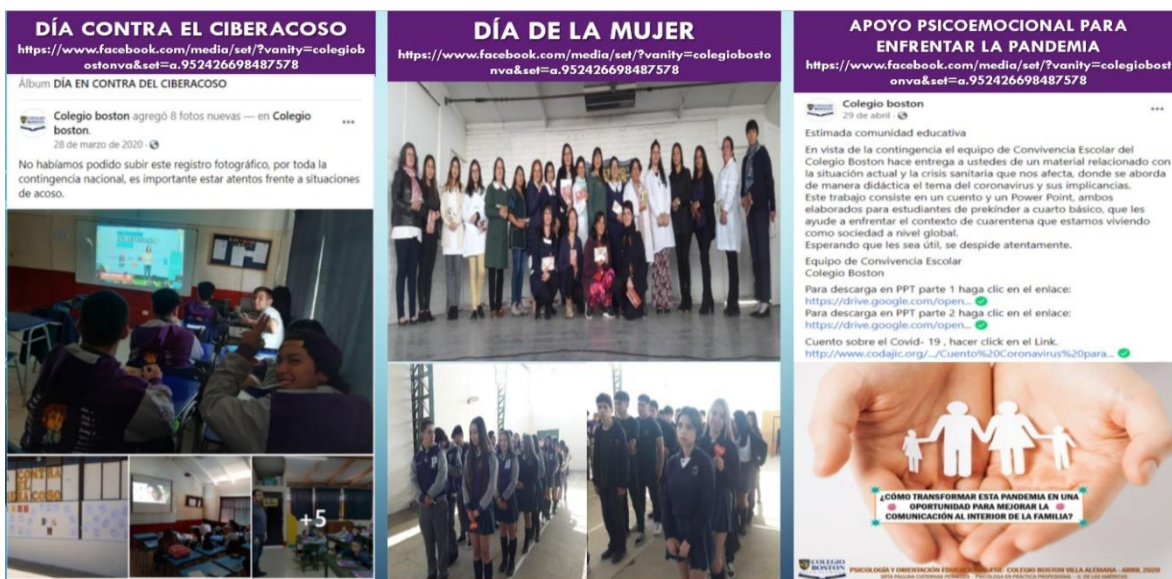 DÍA CONTRA EL CIBERACOSO
https://www.facebook.com/media/set/?vanity=colegiob
ostonva&set=a.952426698487578
Álbum DÍA EN CONTRA DEL CIBERACOSO
Colegio boston agregó 8 fotos nuevas — en Colegio
boston.
28 de marzo de 2020 ·
No habíamos podido subir este registro fotográfico, por toda la
contingencia nacional, es importante estar atentos frente a situaciones
de acoso.
CONTRA
+5
DÍA DE LA MUJER
https://www.facebook.com/media/set/?vanity=colegiobosto
nva&set=a.952426698487578
APOYO PSICOEMOCIONAL PARA
ENFRENTAR LA PANDEMIA
https://www.facebook.com/media/set/?vanity=colegiobost
onva&set=a.952426698487578
Colegio boston
29 de abril ·
Estimada comunidad educativa
En vista de la contingencia el equipo de Convivencia Escolar del
Colegio Boston hace entrega a ustedes de un material relacionado con
la situación actual y la crisis sanitaria que nos afecta, donde se aborda
de manera didáctica el tema del coronavirus y sus implicancias.
Este trabajo consiste en un cuento y un Power Point, ambos
elaborados para estudiantes de prekínder a cuarto básico, que les
ayude a enfrentar el contexto de cuarentena que estamos viviendo
como sociedad a nivel global.
Esperando que les sea útil, se despide atentamente.
Equipo de Convivencia Escolar
Colegio Boston
Para descarga en PPT parte 1 haga clic en el enlace:
https://drive.google.com/open...
Para descarga en PPT parte 2 haga clic en el enlace:
https://drive.google.com/open...
Cuento sobre el Covid- 19 , hacer click en el Link.
http://www.codajic.org/.../Cuento%20Coronavirus%20para...
¿CÓMO TRANSFORMAR ESTA PANDEMIA EN UNA
OPORTUNIDAD PARA MEJORAR LA
COMUNICACIÓN AL INTERIOR DE LA FAMILIA?
COLEGIO
BOSTON
PSICOLOGÍA Y ORIENTACIÓN COLEGIO BOSTON VILLA ALEMANA - ABRIL 2020